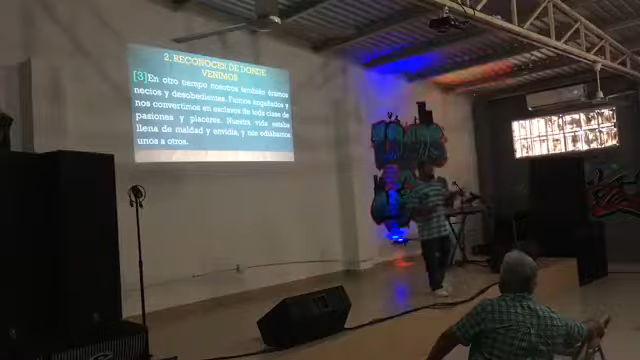 2. RECONOCER DE DONDE
VENIMOS
[3]En otro tiempo nosotros también éramos
necios y desobedientes. Fuimos engañados y
nos convertimos en esclavos de toda clase de
pasiones y placeres. Nuestra vida estaba
llena de maldad y envidia, y nos odiábamos
unos a otros.